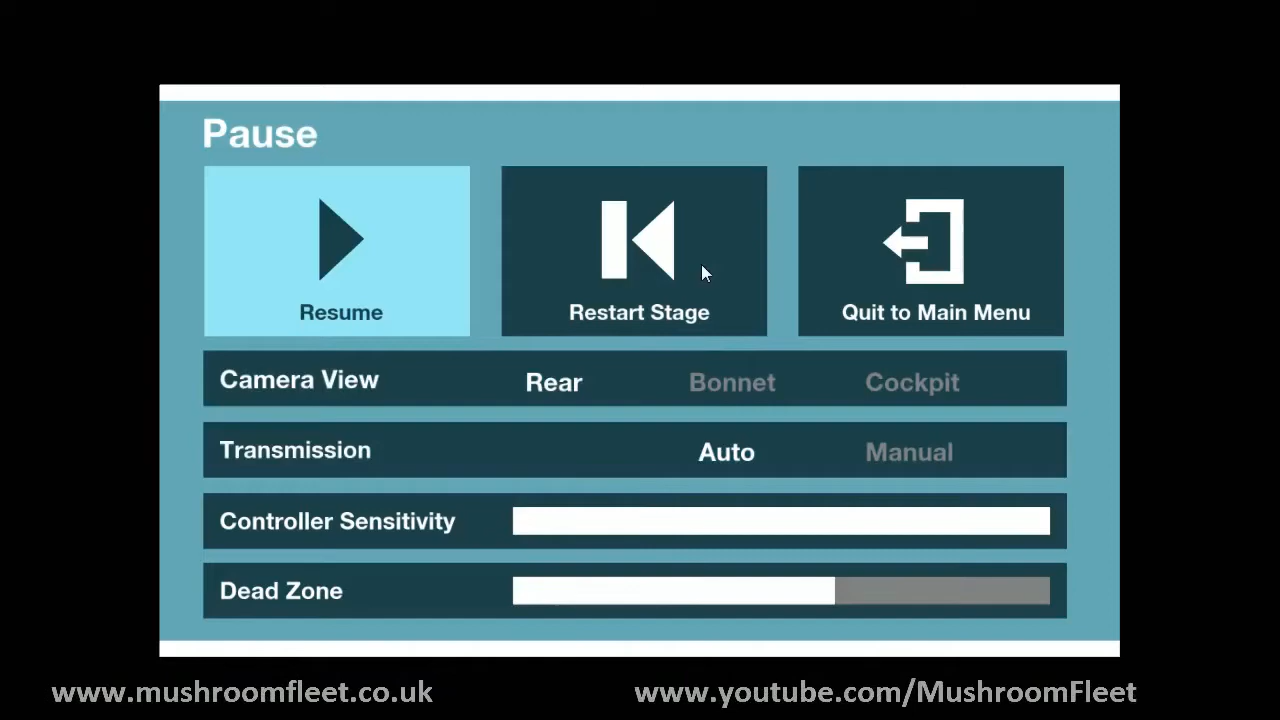 Pause
Resume
Restart Stage
Quit to Main Menu
Camera View Rear Bonnet Cockpit
Transmission Auto Manual
Controller Sensitivity
Dead Zone
www.mushroomfleet.co.uk
www.youtube.com/MushroomFleet